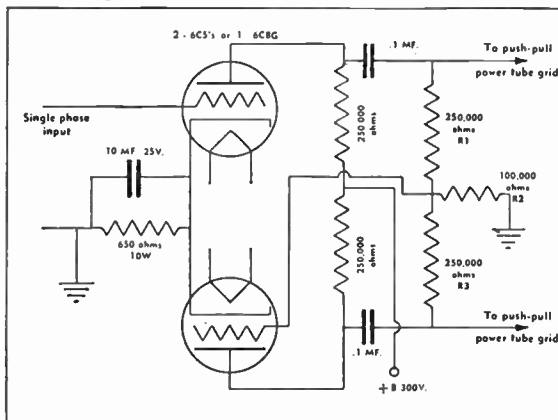 2 - 6C5's or 1 6C8G
.1 MF.
To push-pull
power tube grid
Single phase
input
250,000
ohms
250,000
ohms
R1
10 MF. 25V.
100,000
ohms
R2
650 ohms
10W
250,000
ohms
250,000
ohms
R3
To push-pull
power tube grid
.1 MF.
+ B 300V.